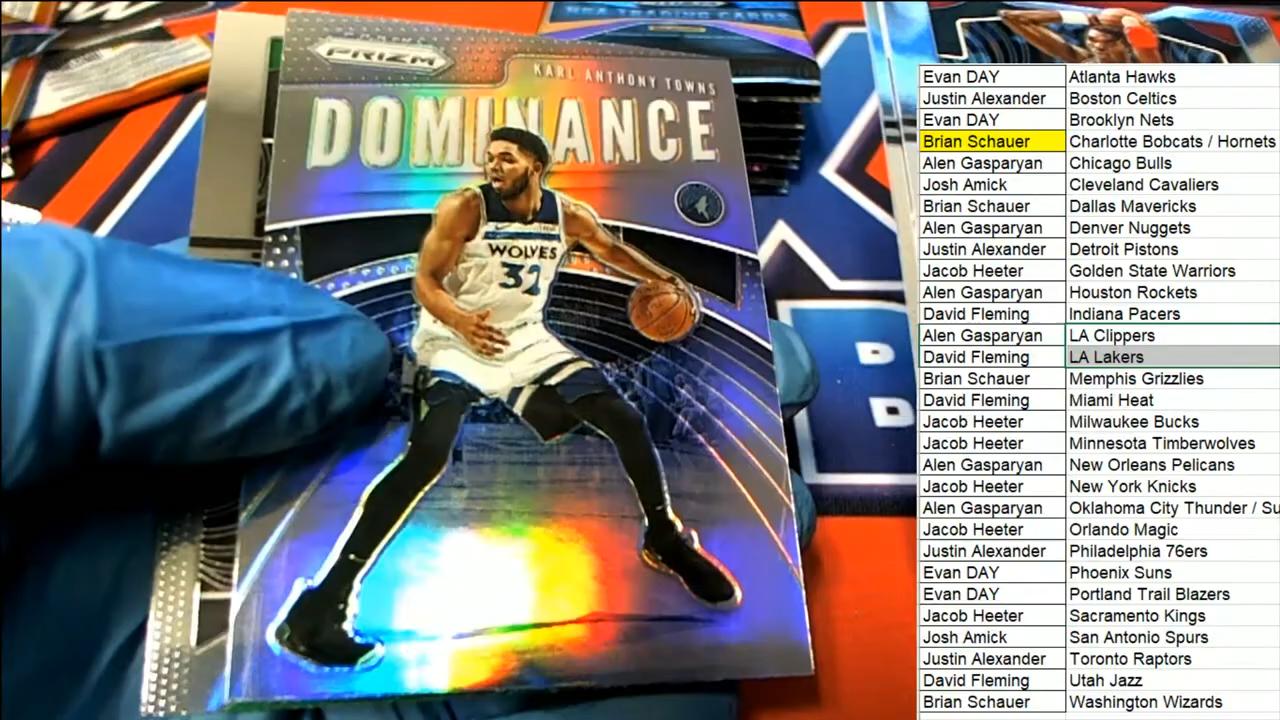 PRIZM
KARL ANTHONY TOWNS
DOMINANCE
WOLVES
32
Evan DAY Atlanta Hawks
Justin Alexander Boston Celtics
Evan DAY Brooklyn Nets
Brian Schauer Charlotte Bobcats / Hornets
Alen Gasparyan Chicago Bulls
Josh Amick Cleveland Cavaliers
Brian Schauer Dallas Mavericks
Alen Gasparyan Denver Nuggets
Justin Alexander Detroit Pistons
Jacob Heeter Golden State Warriors
Alen Gasparyan Houston Rockets
David Fleming Indiana Pacers
Alen Gasparyan LA Clippers
David Fleming LA Lakers
Brian Schauer Memphis Grizzlies
David Fleming Miami Heat
Jacob Heeter Milwaukee Bucks
Jacob Heeter Minnesota Timberwolves
Alen Gasparyan New Orleans Pelicans
Jacob Heeter New York Knicks
Alen Gasparyan Oklahoma City Thunder / Su
Jacob Heeter Orlando Magic
Justin Alexander Philadelphia 76ers
Evan DAY Phoenix Suns
Evan DAY Portland Trail Blazers
Jacob Heeter Sacramento Kings
Josh Amick San Antonio Spurs
Justin Alexander Toronto Raptors
David Fleming Utah Jazz
Brian Schauer Washington Wizards